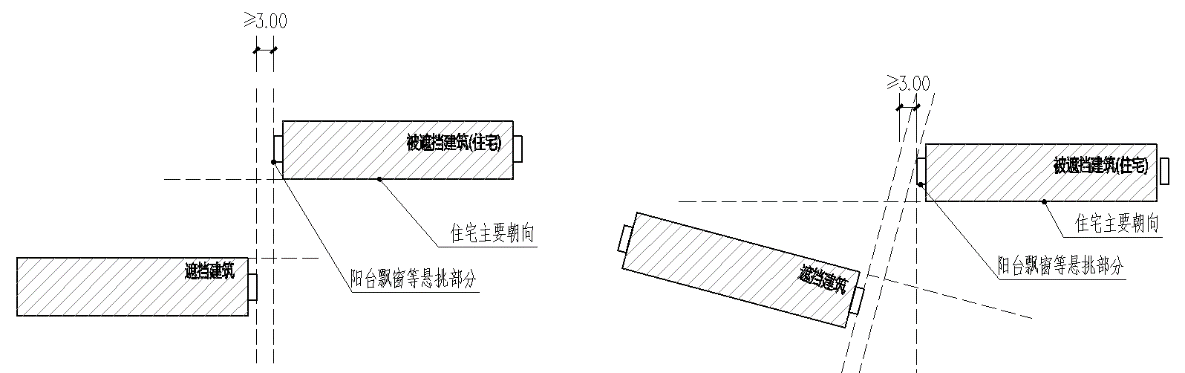 ≥3.00
被遮挡建筑(住宅)
住宅主要朝向
阳台飘窗等悬挑部分
遮挡建筑
≥3.00
被遮挡建筑(住宅)
住宅主要朝向
阳台飘窗等悬挑部分
遮挡建筑